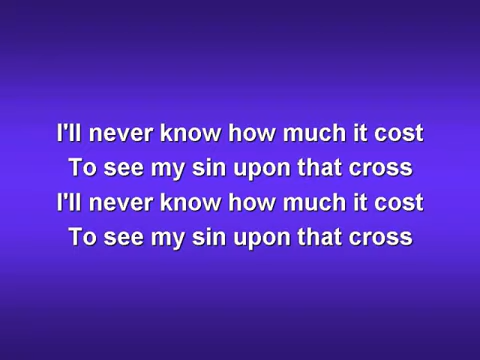 I'll never know how much it cost
To see my sin upon that cross
I'll never know how much it cost
To see my sin upon that cross